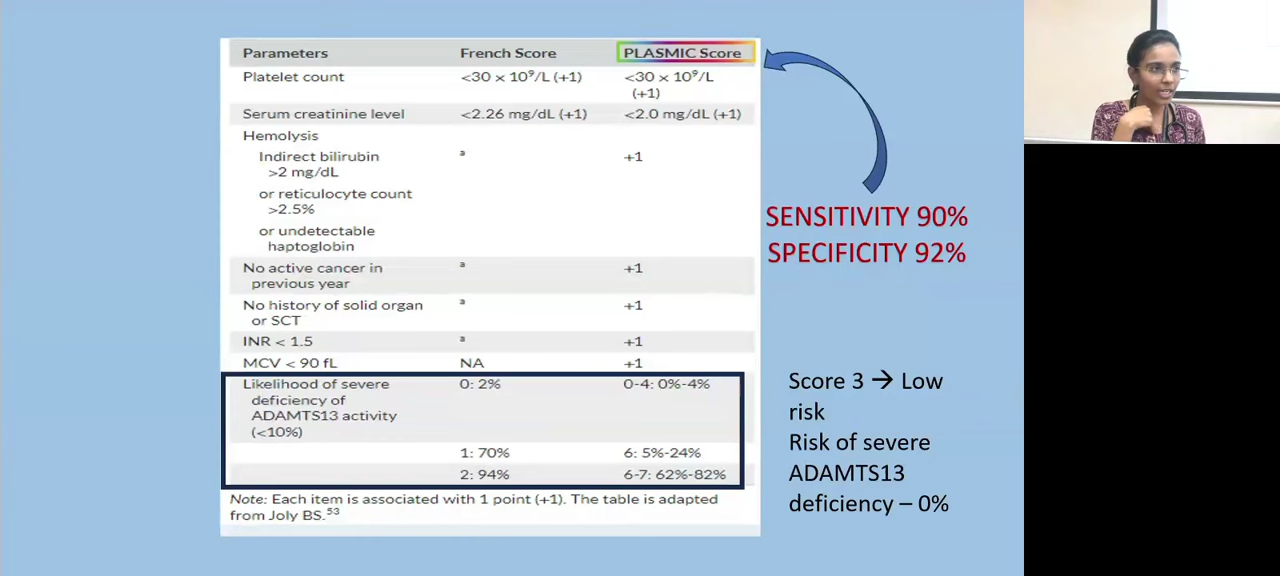 Parameters French Score PLASMIC Score
Platelet count <30 x 10⁹/L (+1) <30 x 10⁹/L
(+1)
Serum creatinine level <2.26 mg/dL (+1) <2.0 mg/dL (+1)
Hemolysis
Indirect bilirubin ᵃ +1
>2 mg/dL
or reticulocyte count
>2.5%
or undetectable
haptoglobin
No active cancer in ᵃ +1
previous year
No history of solid organ ᵃ +1
or SCT
INR < 1.5 ᵃ +1
MCV < 90 fL NA +1
Likelihood of severe 0: 2% 0-4: 0%-4%
deficiency of
ADAMTS13 activity
(<10%)
1: 70% 6: 5%-24%
2: 94% 6-7: 62%-82%
Note: Each item is associated with 1 point (+1). The table is adapted
from Joly BS.⁵³
SENSITIVITY 90%
SPECIFICITY 92%
Score 3 → Low
risk
Risk of severe
ADAMTS13
deficiency – 0%